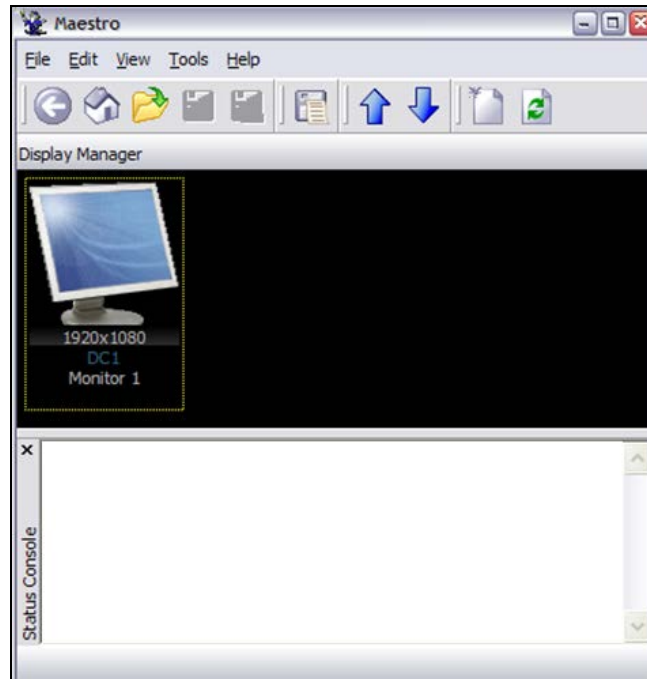 Maestro
File Edit View Tools Help
Display Manager
1920x1080
DC1
Monitor 1
Status Console